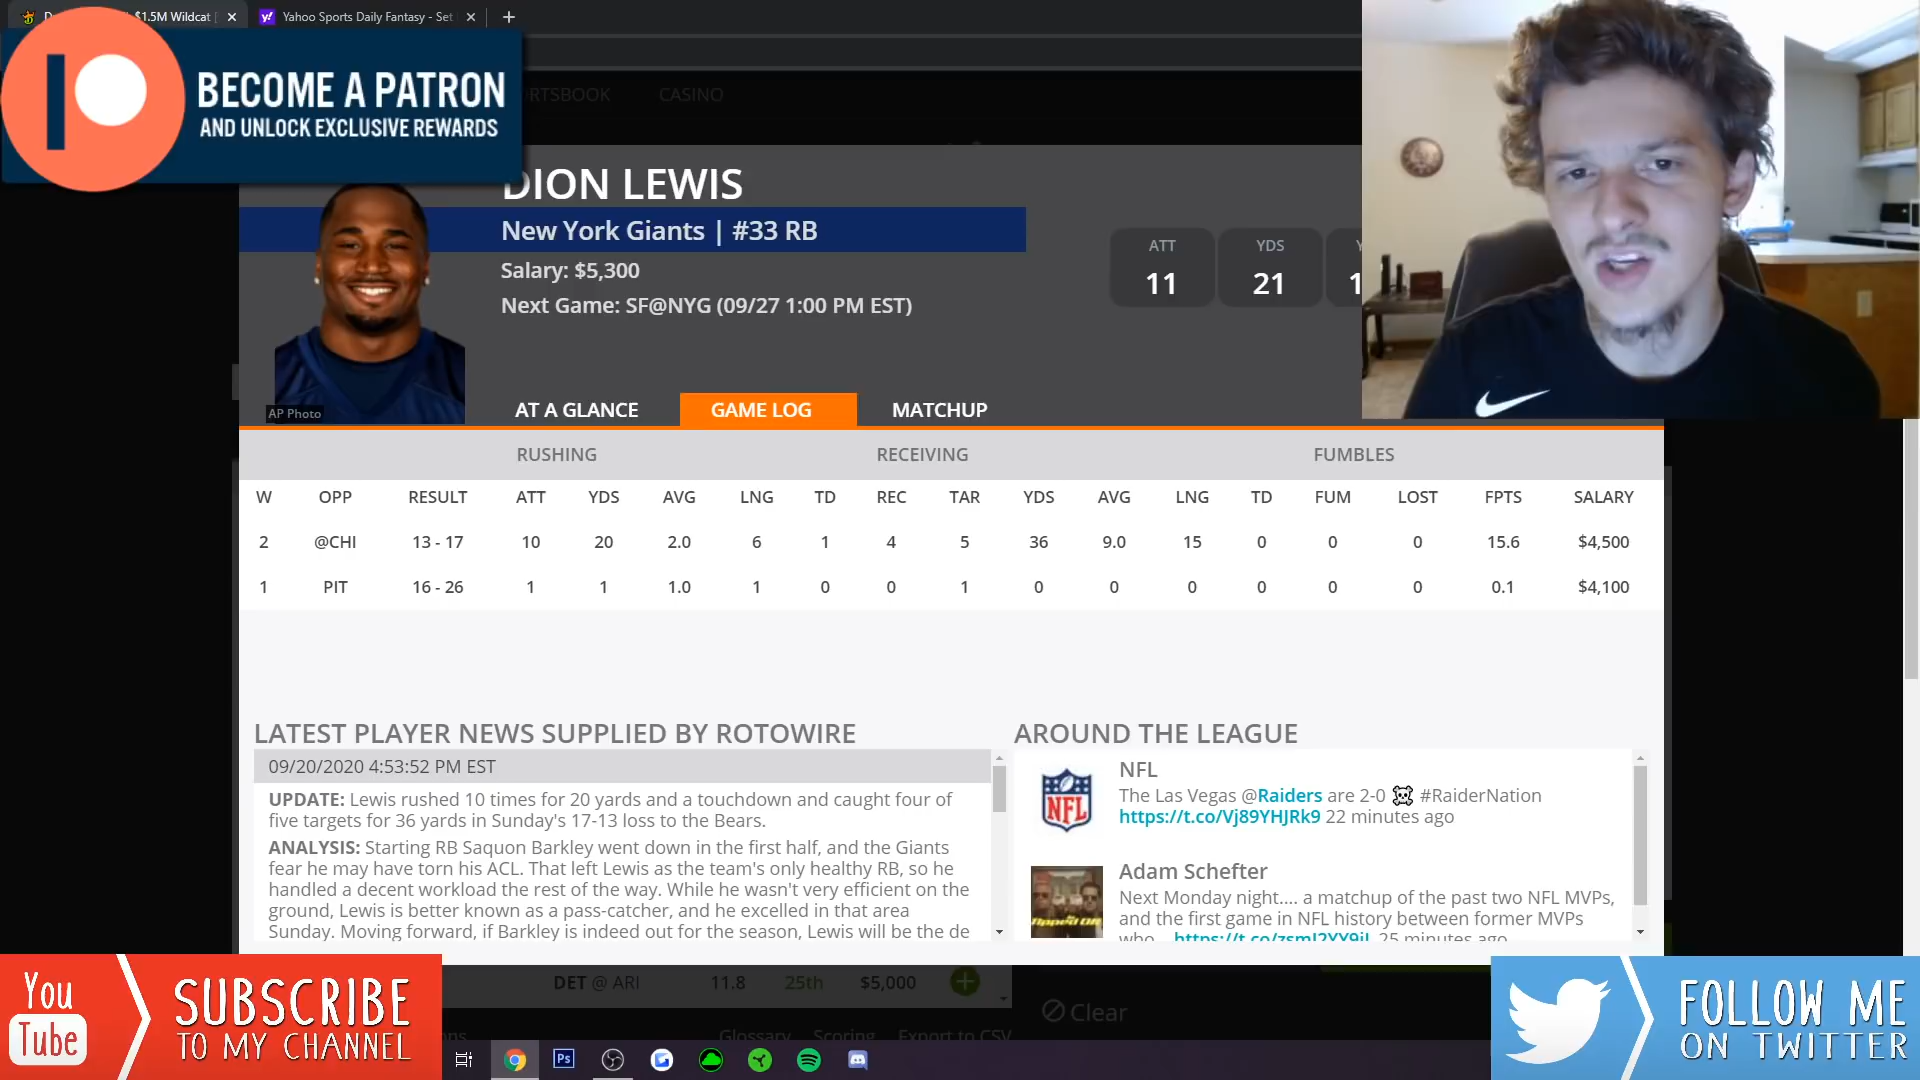 $1.5M Wildcat
Yahoo Sports Daily Fantasy - Set
BECOME A PATRON
AND UNLOCK EXCLUSIVE REWARDS
CASINO
DION LEWIS
New York Giants | #33 RB
Salary: $5,300
Next Game: SF@NYG (09/27 1:00 PM EST)
ATT YDS
11 21
AP Photo
AT A GLANCE GAME LOG MATCHUP
RUSHING RECEIVING FUMBLES
W OPP RESULT ATT YDS AVG LNG TD REC TAR YDS AVG LNG TD FUM LOST FPTS SALARY
2 @CHI 13 - 17 10 20 2.0 6 1 4 5 36 9.0 15 0 0 0 15.6 $4,500
1 PIT 16 - 26 1 1 1.0 1 0 0 1 0 0 0 0 0 0 0.1 $4,100
LATEST PLAYER NEWS SUPPLIED BY ROTOWIRE
09/20/2020 4:53:52 PM EST
UPDATE: Lewis rushed 10 times for 20 yards and a touchdown and caught four of
five targets for 36 yards in Sunday's 17-13 loss to the Bears.
ANALYSIS: Starting RB Saquon Barkley went down in the first half, and the Giants
fear he may have torn his ACL. That left Lewis as the team's only healthy RB, so he
handled a decent workload the rest of the way. While he wasn't very efficient on the
ground, Lewis is better known as a pass-catcher, and he excelled in that area
Sunday. Moving forward, if Barkley is indeed out for the season, Lewis will be the de
AROUND THE LEAGUE
NFL
The Las Vegas @Raiders are 2-0 ☠ #RaiderNation
https://t.co/Vj89YHJRk9 22 minutes ago
Adam Schefter
Next Monday night.... a matchup of the past two NFL MVPs,
and the first game in NFL history between former MVPs
who... 25 minutes ago
DET @ ARI 11.8 25th $5,000
Glossary Scoring Export to CSV
Clear
You
Tube
SUBSCRIBE
TO MY CHANNEL
FOLLOW ME
ON TWITTER
Ps